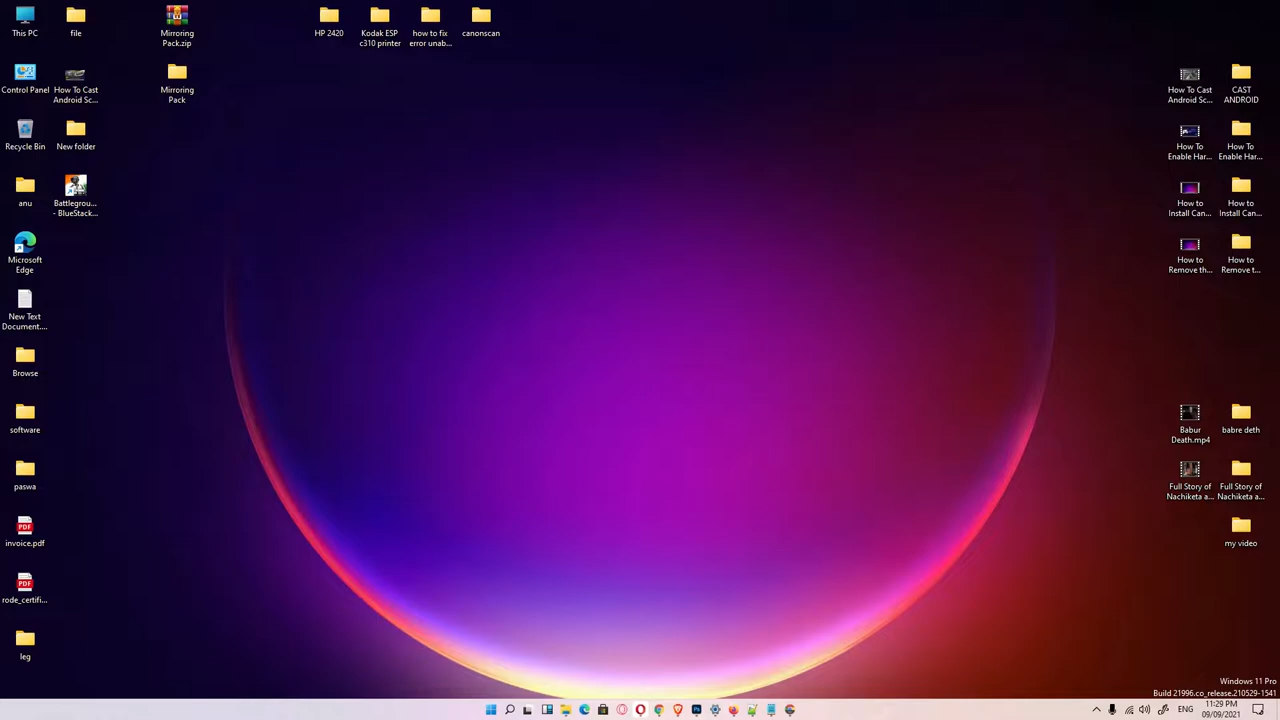 This PC
file
Mirroring
Pack.zip
HP 2420
Kodak ESP
c310 printer
how to fix
error unab...
canonscan
Control Panel
How To Cast
Android Sc...
Mirroring
Pack
How To Cast
Android Sc...
CAST
ANDROID
Recycle Bin
New folder
How To
Enable Har...
How To
Enable Har...
anu
Battlegrou...
- BlueStack...
How to
Install Can...
How to
Install Can...
Microsoft
Edge
How to
Remove th...
How to
Remove t...
New Text
Document....
Browse
software
Babur
Death.mp4
babre deth
paswa
Full Story of
Nachiketa a...
Full Story of
Nachiketa a...
PDF
invoice.pdf
my video
PDF
rode_certifi...
leg
Windows 11 Pro
Build 21996.co_release.210529-1541
ENG
11:29 PM
09/09/2021